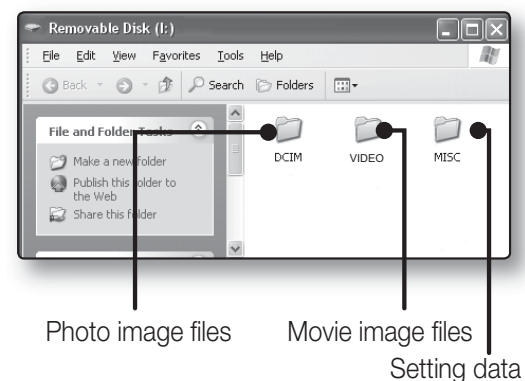 Removable Disk (I:)
File Edit View Favorites Tools Help
Back Search Folders
File and Folder Tasks
Make a new folder
Publish this folder to
the Web
Share this folder
DCIM VIDEO MISC
Photo image files Movie image files
Setting data